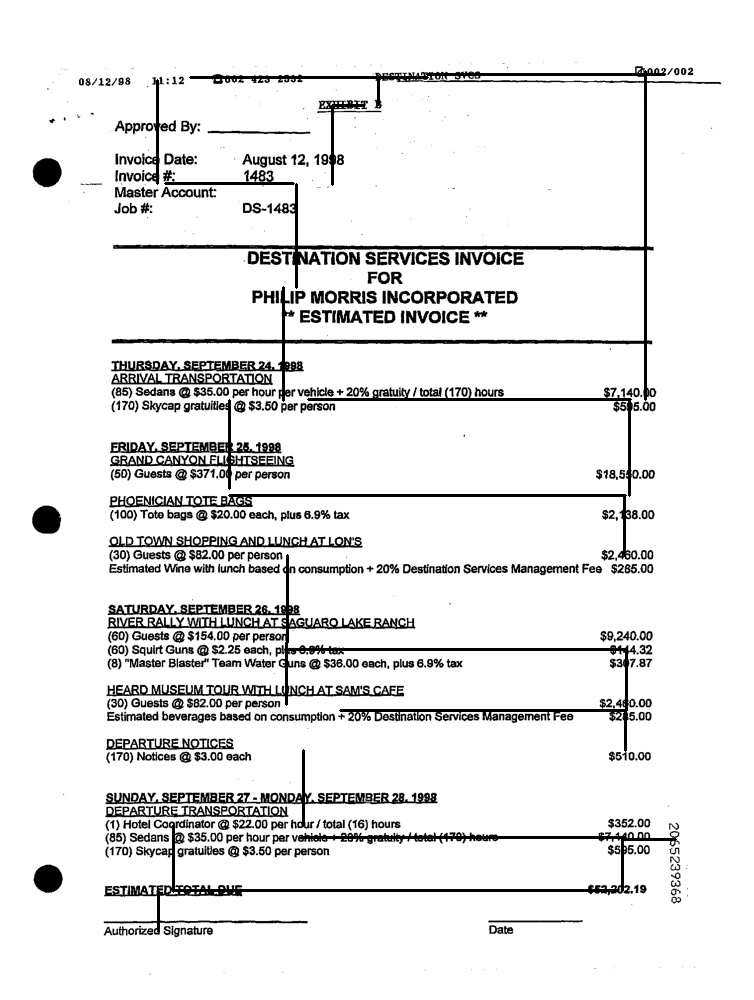 08/12/98 11:12 ☎602 423 2552 DESTINATION SVCS 002/002
EXHIBIT B
Approved By:
Invoice Date: August 12, 1998
Invoice #: 1483
Master Account:
Job #: DS-1483
DESTINATION SERVICES INVOICE
FOR
PHILIP MORRIS INCORPORATED
** ESTIMATED INVOICE **
THURSDAY, SEPTEMBER 24, 1998
ARRIVAL TRANSPORTATION
(85) Sedans @ $35.00 per hour per vehicle + 20% gratuity / total (170) hours $7,140.00
(170) Skycap gratuities @ $3.50 per person $595.00
FRIDAY, SEPTEMBER 25, 1998
GRAND CANYON FLIGHTSEEING
(50) Guests @ $371.00 per person $18,550.00
PHOENICIAN TOTE BAGS
(100) Tote bags @ $20.00 each, plus 6.9% tax $2,138.00
OLD TOWN SHOPPING AND LUNCH AT LON'S
(30) Guests @ $82.00 per person $2,460.00
Estimated Wine with lunch based on consumption + 20% Destination Services Management Fee $285.00
SATURDAY, SEPTEMBER 26, 1998
RIVER RALLY WITH LUNCH AT SAGUARO LAKE RANCH
(60) Guests @ $154.00 per person $9,240.00
(60) Squirt Guns @ $2.25 each, plus 6.9% tax $144.32
(8) "Master Blaster" Team Water Guns @ $36.00 each, plus 6.9% tax $307.87
HEARD MUSEUM TOUR WITH LUNCH AT SAM'S CAFE
(30) Guests @ $82.00 per person $2,460.00
Estimated beverages based on consumption + 20% Destination Services Management Fee $285.00
DEPARTURE NOTICES
(170) Notices @ $3.00 each $510.00
SUNDAY, SEPTEMBER 27 - MONDAY, SEPTEMBER 28, 1998
DEPARTURE TRANSPORTATION
(1) Hotel Coordinator @ $22.00 per hour / total (16) hours $352.00
(85) Sedans @ $35.00 per hour per vehicle + 20% gratuity / total (170) hours $7,140.00
(170) Skycap gratuities @ $3.50 per person $595.00
ESTIMATED TOTAL DUE $52,202.19
Authorized Signature Date
2065239368